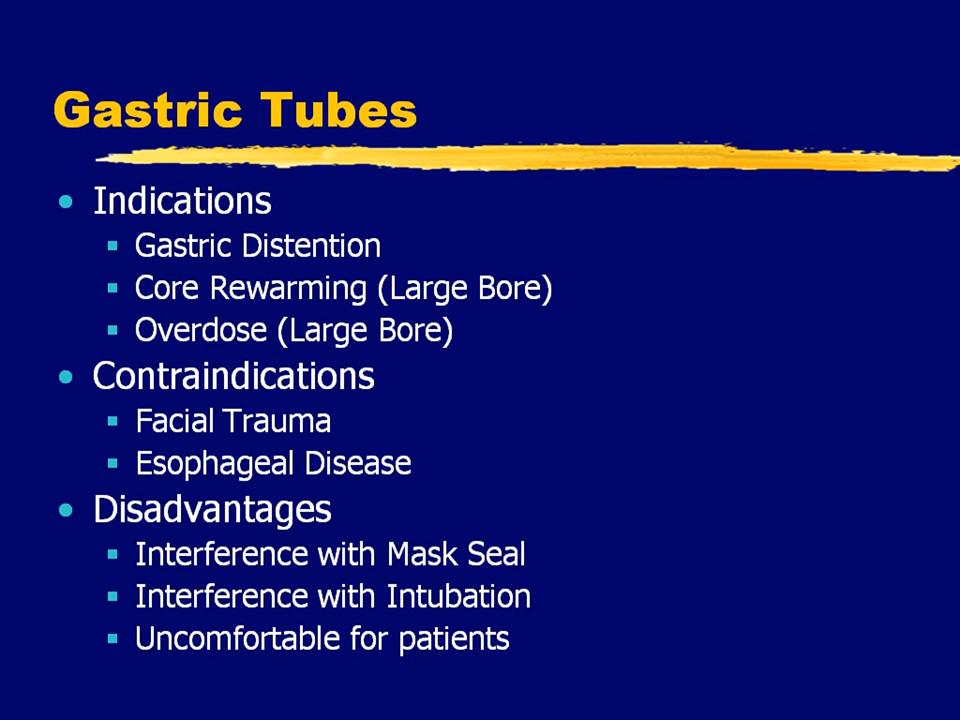 Gastric Tubes
• Indications
▪ Gastric Distention
▪ Core Rewarming (Large Bore)
▪ Overdose (Large Bore)
• Contraindications
▪ Facial Trauma
▪ Esophageal Disease
• Disadvantages
▪ Interference with Mask Seal
▪ Interference with Intubation
▪ Uncomfortable for patients